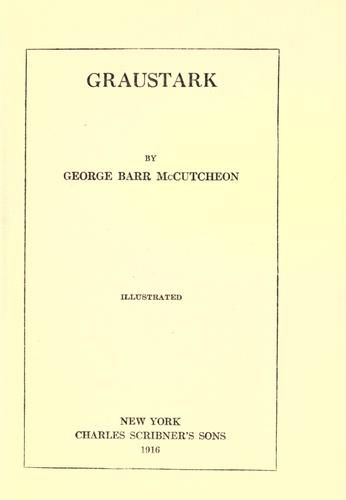 GRAUSTARK
BY
GEORGE BARR McCUTCHEON
ILLUSTRATED
NEW YORK
CHARLES SCRIBNER'S SONS
1916